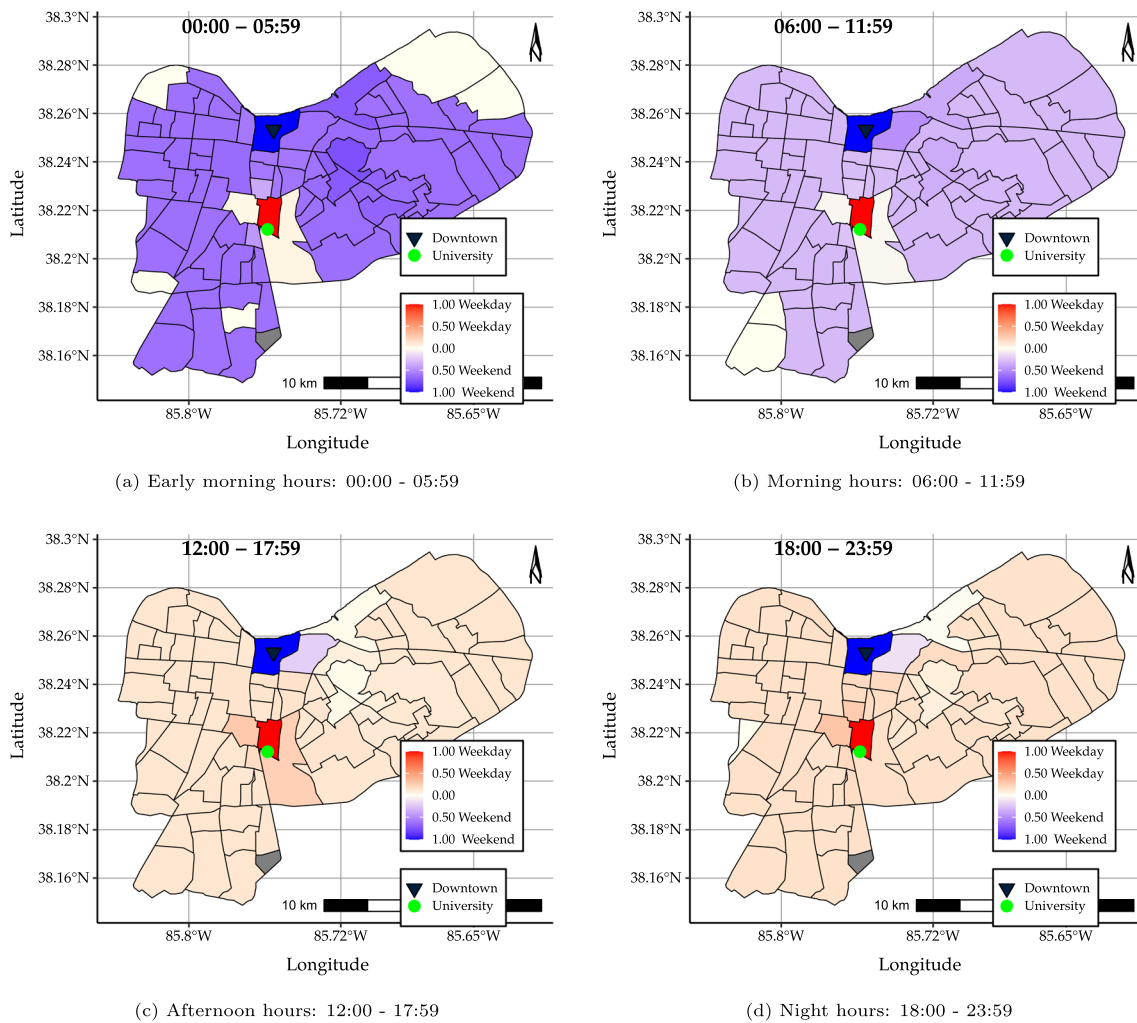 00:00 – 05:59
38.3°N
38.28°N
38.26°N
38.24°N
38.22°N
38.2°N
38.18°N
38.16°N
Latitude
Downtown
University
1.00 Weekday
0.50 Weekday
0.00
0.50 Weekend
1.00 Weekend
10 km
85.8°W
85.72°W
85.65°W
Longitude
(a) Early morning hours: 00:00 - 05:59
06:00 – 11:59
38.3°N
38.28°N
38.26°N
38.24°N
38.22°N
38.2°N
38.18°N
38.16°N
Latitude
Downtown
University
1.00 Weekday
0.50 Weekday
0.00
0.50 Weekend
1.00 Weekend
10 km
85.8°W
85.72°W
85.65°W
Longitude
(b) Morning hours: 06:00 - 11:59
12:00 – 17:59
38.3°N
38.28°N
38.26°N
38.24°N
38.22°N
38.2°N
38.18°N
38.16°N
Latitude
1.00 Weekday
0.50 Weekday
0.00
0.50 Weekend
1.00 Weekend
Downtown
University
10 km
85.8°W
85.72°W
85.65°W
Longitude
(c) Afternoon hours: 12:00 - 17:59
18:00 – 23:59
38.3°N
38.28°N
38.26°N
38.24°N
38.22°N
38.2°N
38.18°N
38.16°N
Latitude
1.00 Weekday
0.50 Weekday
0.00
0.50 Weekend
1.00 Weekend
Downtown
University
10 km
85.8°W
85.72°W
85.65°W
Longitude
(d) Night hours: 18:00 - 23:59